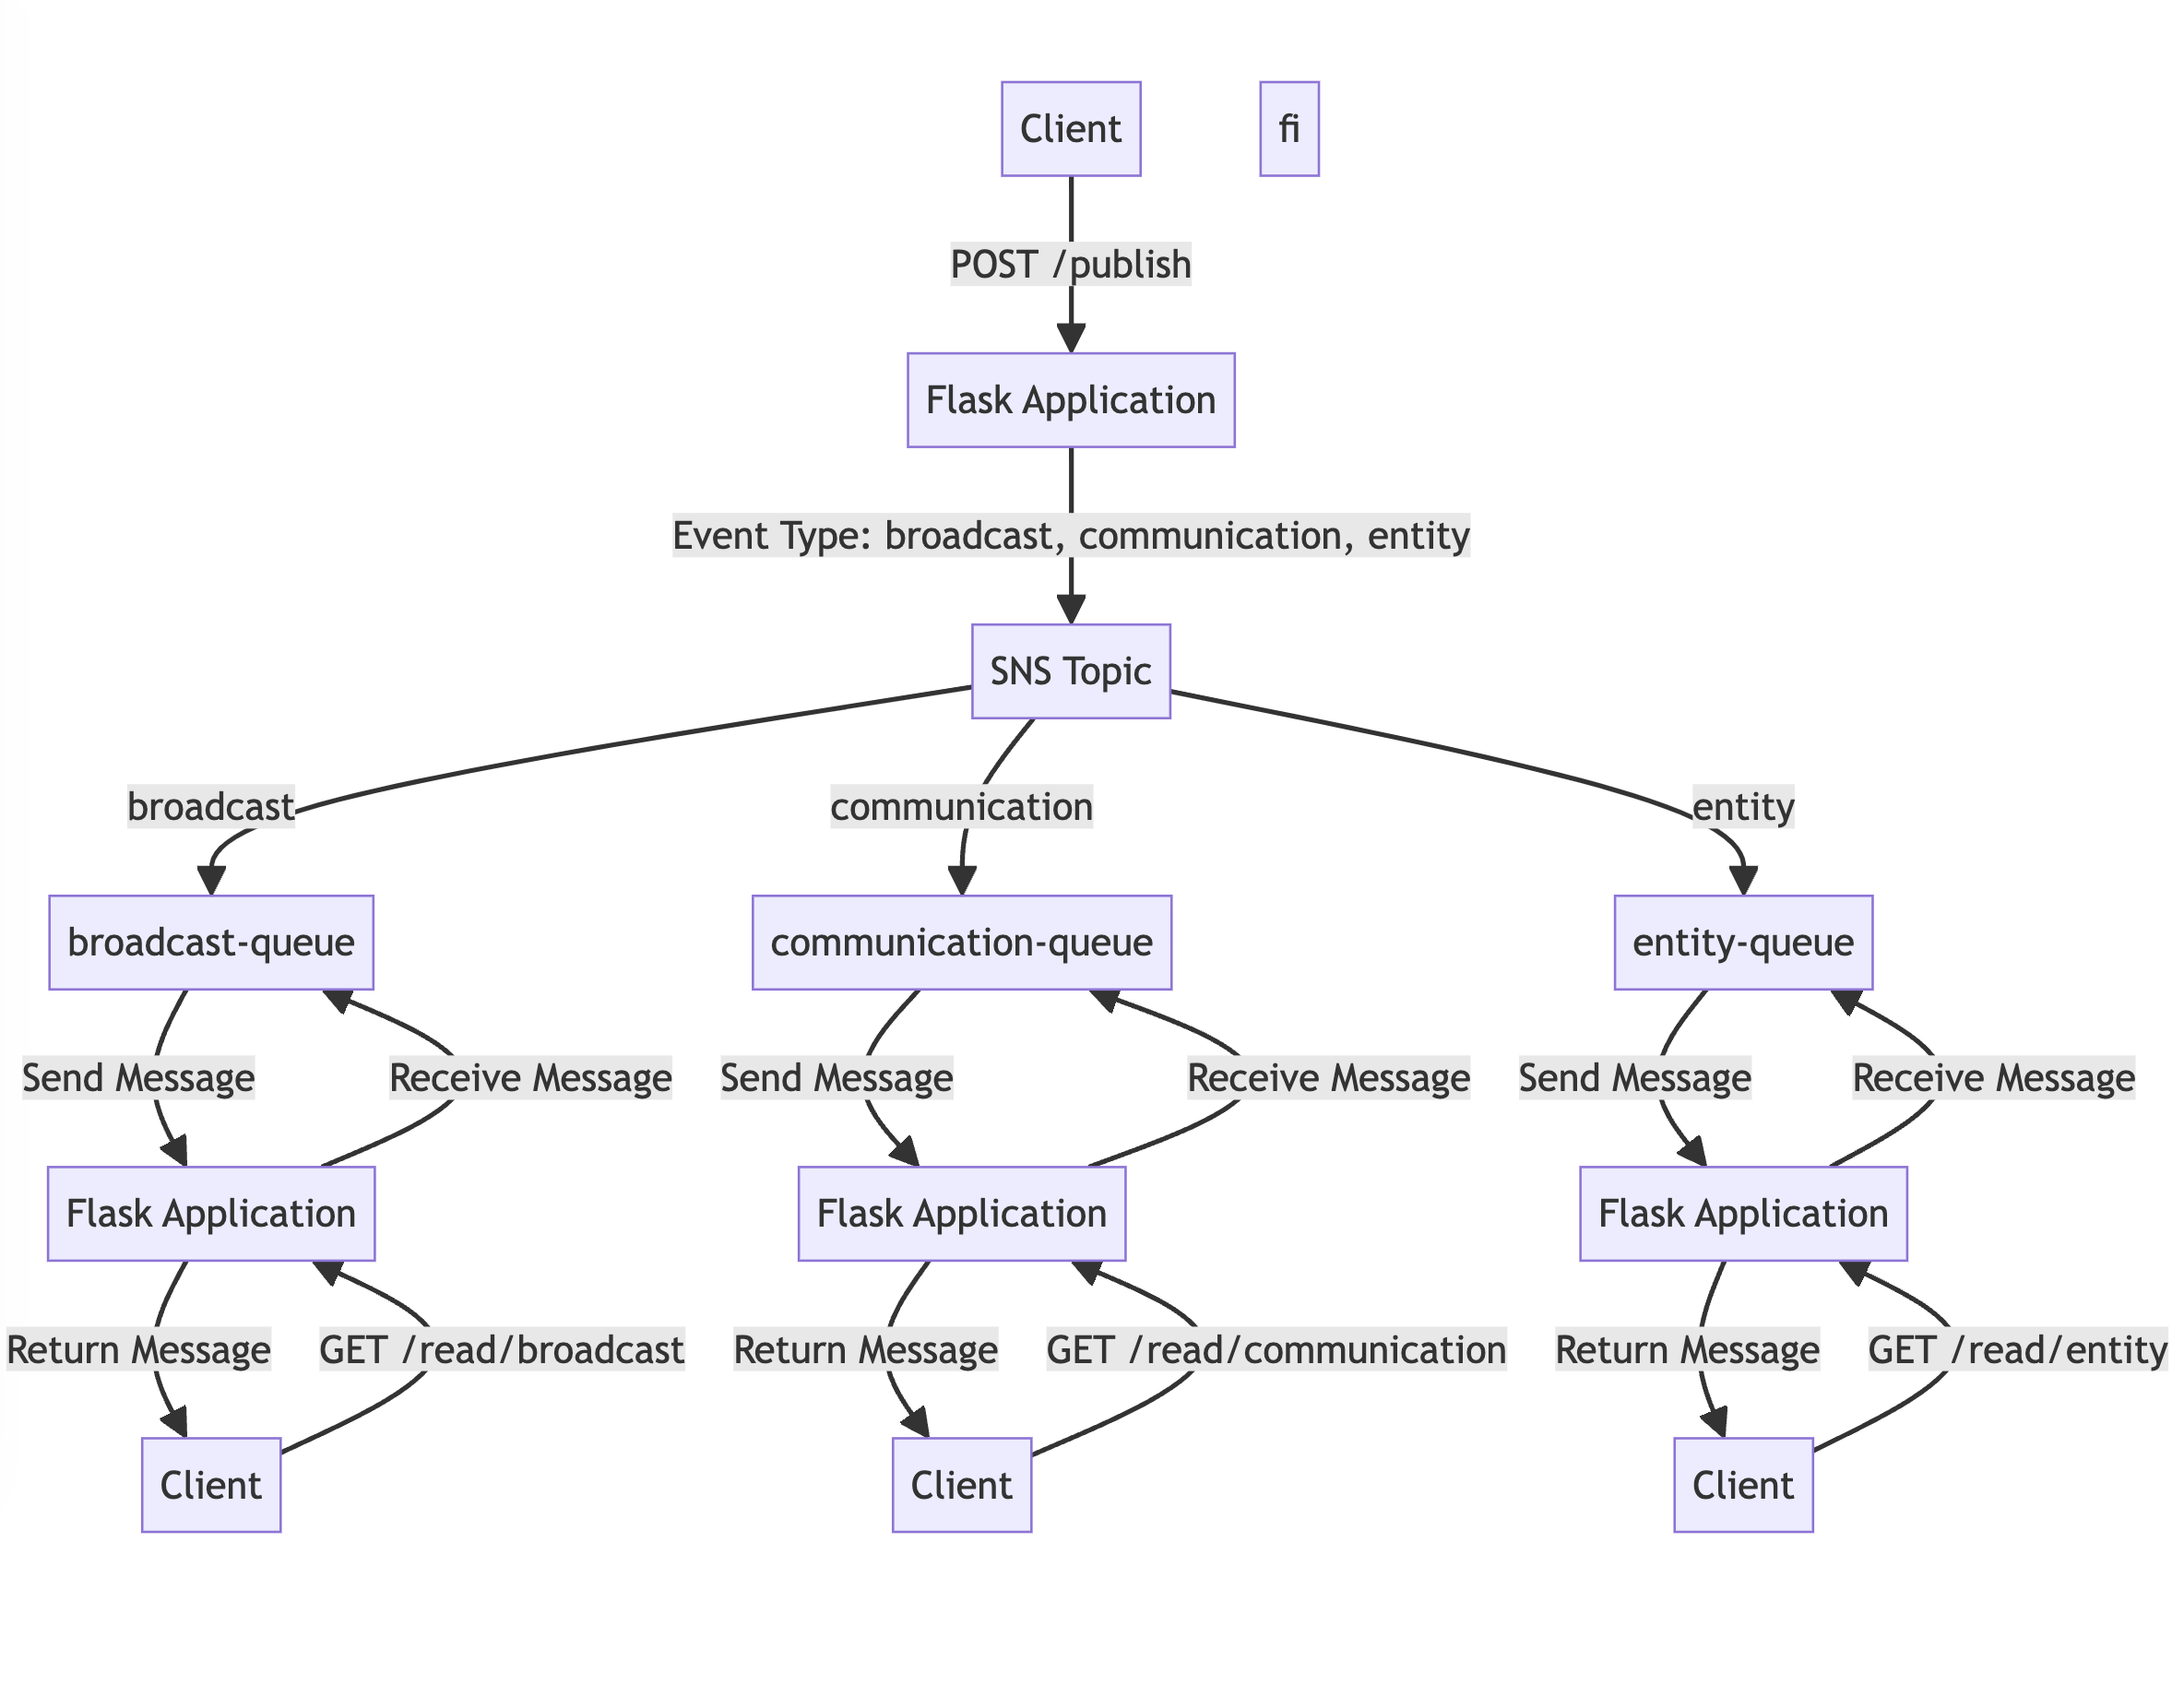 Client
fi
POST /publish
Flask Application
Event Type: broadcast, communication, entity
SNS Topic
broadcast
communication
entity
broadcast-queue
communication-queue
entity-queue
Send Message
Receive Message
Send Message
Receive Message
Send Message
Receive Message
Flask Application
Flask Application
Flask Application
Return Message
GET /read/broadcast
Return Message
GET /read/communication
Return Message
GET /read/entity
Client
Client
Client